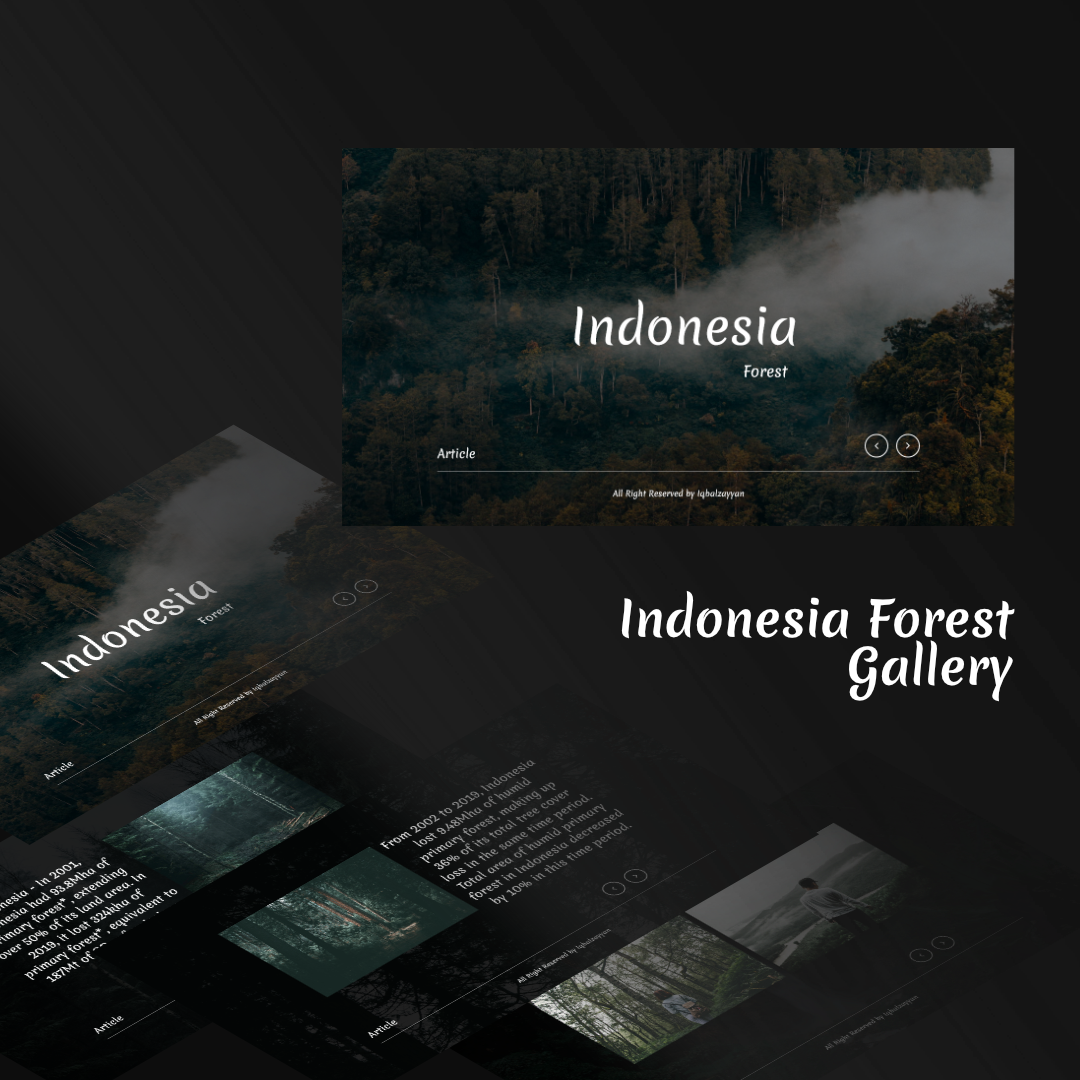 Indonesia
Forest
Article
All Right Reserved by Iqbalzayyan
Indonesia Forest
Gallery
Indonesia
Forest
All Right Reserved by Iqbalzayyan
Article
nesia - In 2001,
nesia had 93.8Mha of
primary forest* , extending
over 50% of its land area. In
2019, it lost 324kha of
primary forest* , equivalent to
187Mt of
Article
From 2002 to 2019, Indonesia
lost 9.48Mha of humid
primary forest, making up
36% of its total tree cover
loss in the same time period.
Total area of humid primary
forest in Indonesia decreased
by 10% in this time period.
All Right Reserved by Iqbalzayyan
Article
All Right Reserved by Iqbalzayyan